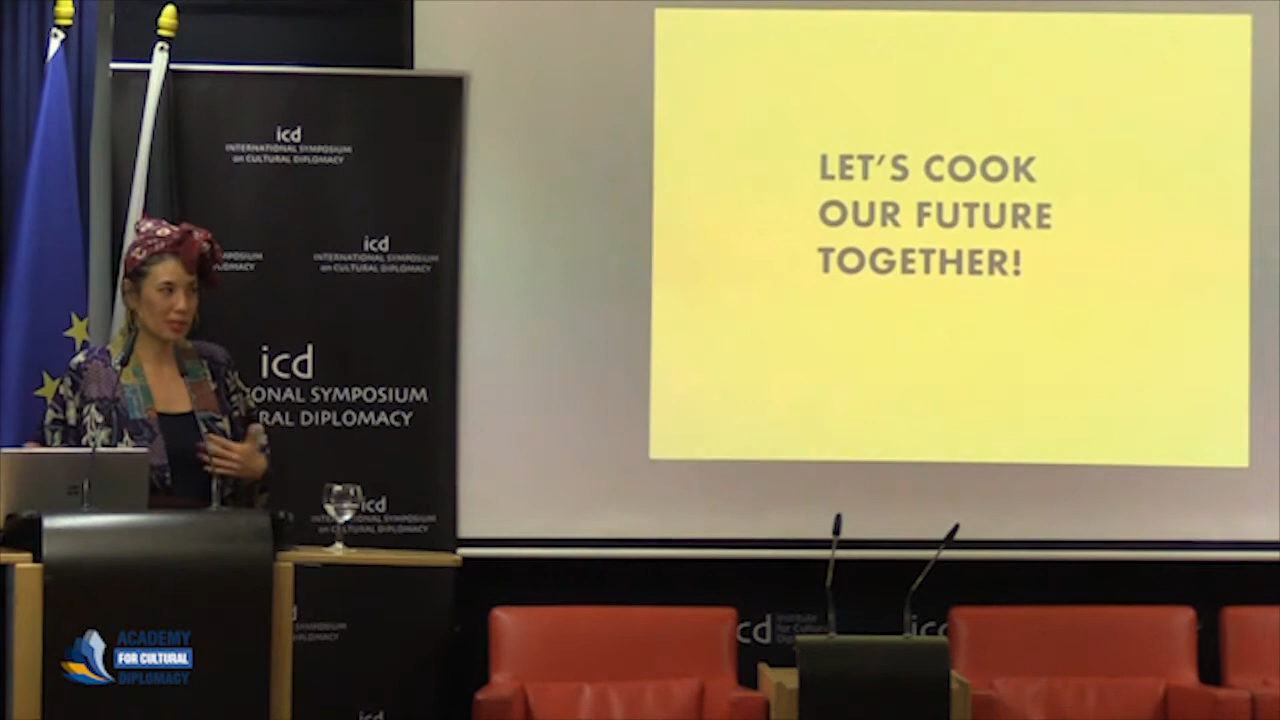 icd
INTERNATIONAL SYMPOSIUM
on CULTURAL DIPLOMACY
icd
INTERNATIONAL SYMPOSIUM
on CULTURAL DIPLOMACY
icd
ONAL SYMPOSIUM
RAL DIPLOMACY
icd
LET'S COOK
OUR FUTURE
TOGETHER!
ACADEMY
FOR CULTURAL
DIPLOMACY